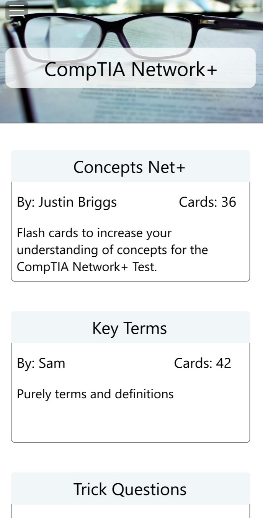 CompTIA Network+
Concepts Net+
By: Justin Briggs Cards: 36
Flash cards to increase your
understanding of concepts for the
CompTIA Network+ Test.
Key Terms
By: Sam Cards: 42
Purely terms and definitions
Trick Questions